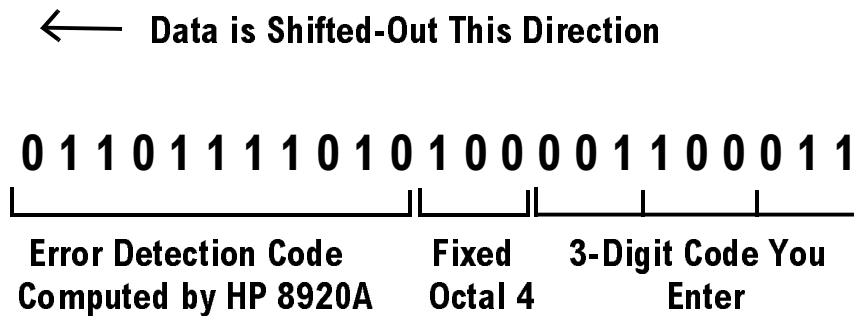 Data is Shifted-Out This Direction
0 1 1 0 1 1 1 1 0 1 0 1 0 0 0 0 1 1 0 0 0 1 1
Error Detection Code Fixed 3-Digit Code You
Computed by HP 8920A Octal 4 Enter